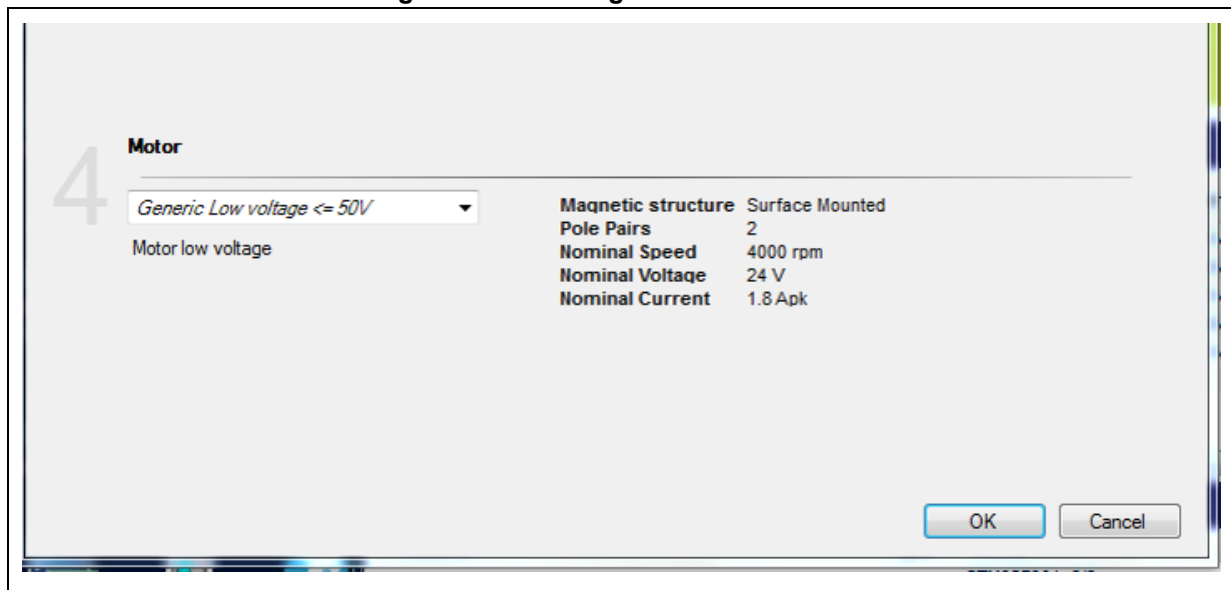 4
Motor
Generic Low voltage <= 50V
Motor low voltage
Magnetic structure Surface Mounted
Pole Pairs 2
Nominal Speed 4000 rpm
Nominal Voltage 24 V
Nominal Current 1.8 Apk
OK Cancel